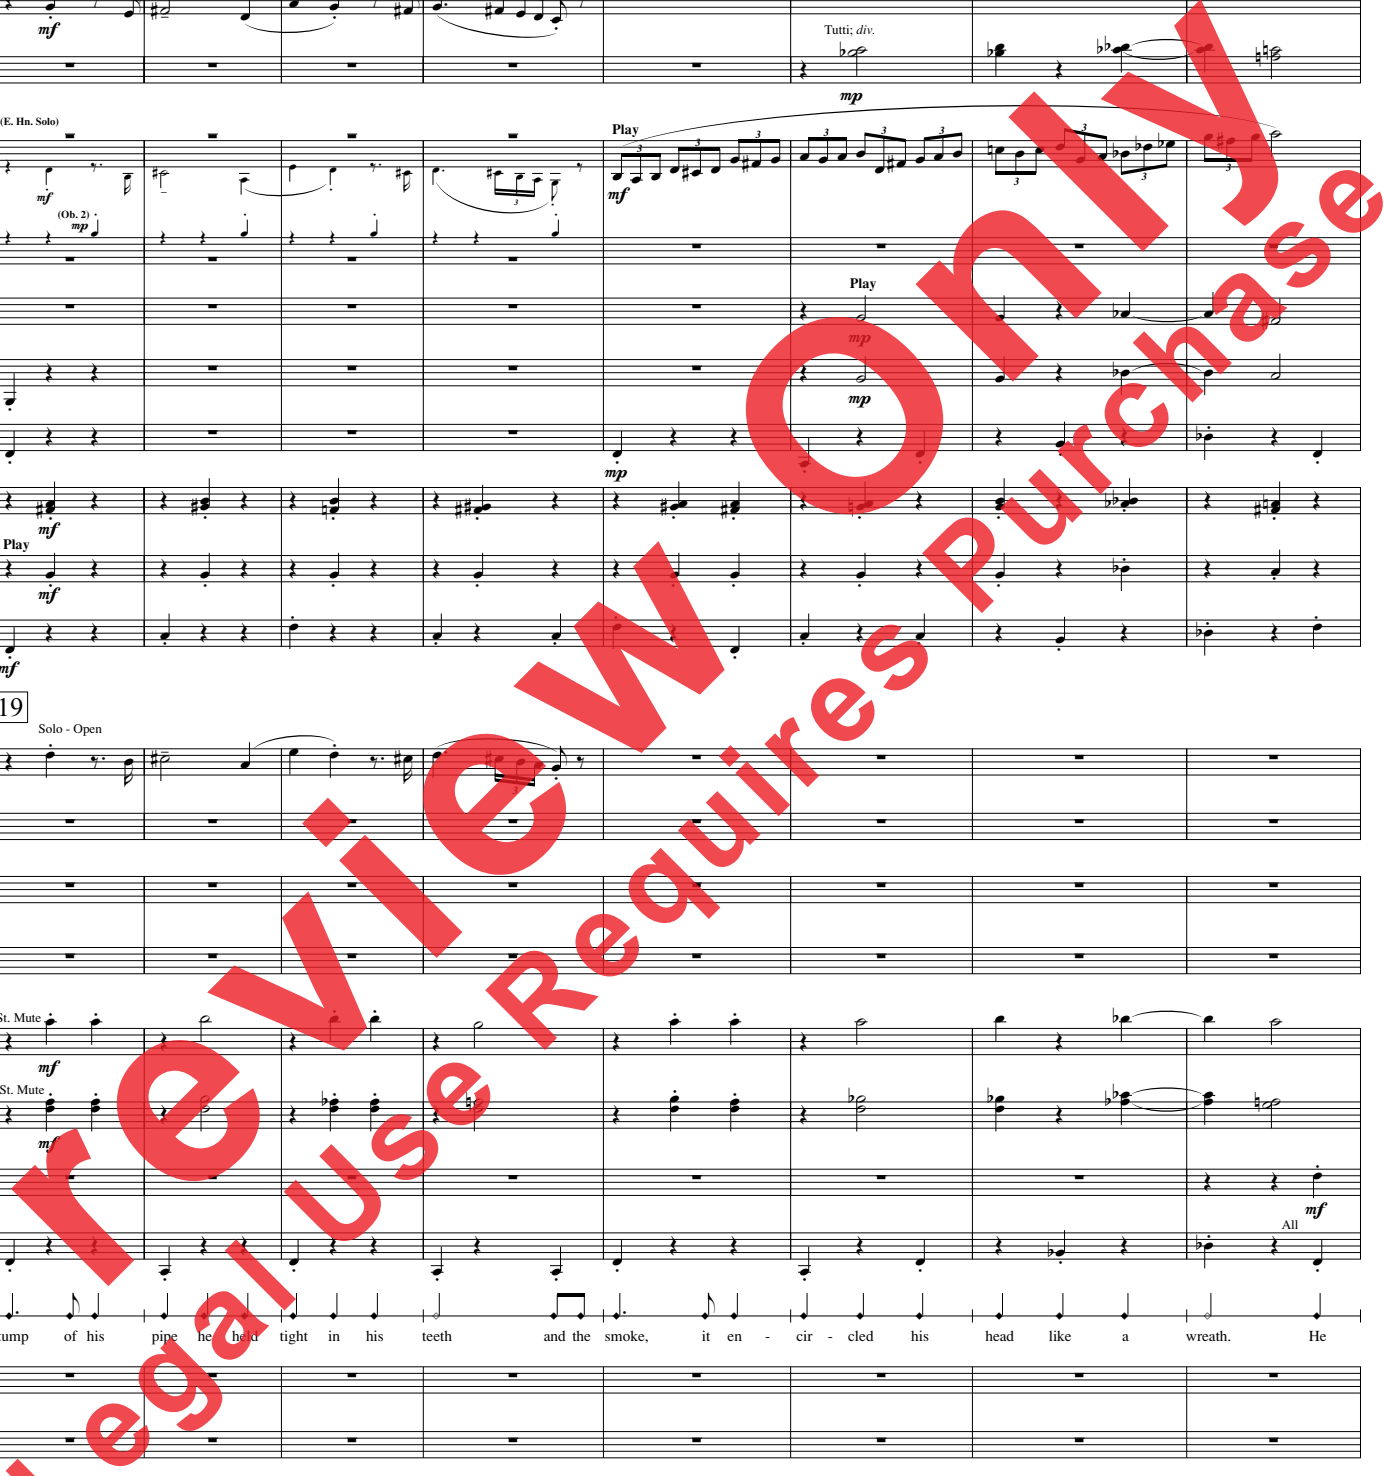 mf
Tutti; div.
mp
(E. Hn. Solo)
Play
mf
mf
(Ob. 2)
mp
Play
mp
mp
mp
mf
Play
mf
mf
19
Solo - Open
St. Mute
mf
St. Mute
mf
mf
All
of his pipe he held tight in his teeth and the smoke, it en - cir - cled his head like a wreath. He
review Only
Legal Use Requires Purchase